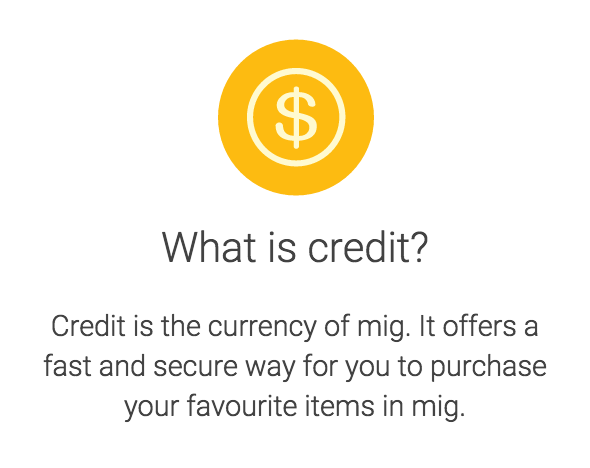 $
What is credit?
Credit is the currency of mig. It offers a
fast and secure way for you to purchase
your favourite items in mig.